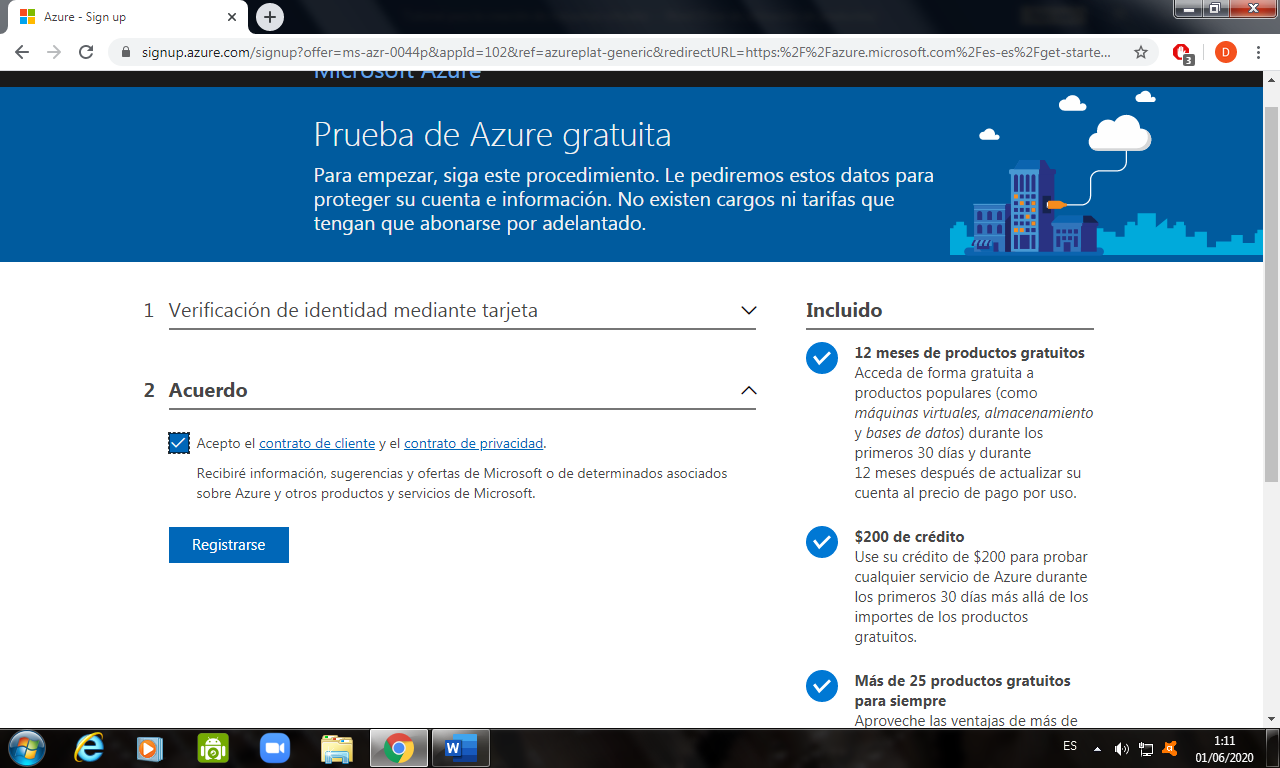 Azure - Sign up
signup.azure.com/signup?offer=ms-azr-0044p&appId=102&ref=azureplat-generic&redirectURL=https:%2F%2Fazure.microsoft.com%2Fes-es%2Fget-starte...
D
3
Microsoft Azure
Prueba de Azure gratuita
Para empezar, siga este procedimiento. Le pediremos estos datos para
proteger su cuenta e información. No existen cargos ni tarifas que
tengan que abonarse por adelantado.
1 Verificación de identidad mediante tarjeta
2 Acuerdo
Acepto el contrato de cliente y el contrato de privacidad.
Recibiré información, sugerencias y ofertas de Microsoft o de determinados asociados
sobre Azure y otros productos y servicios de Microsoft.
Registrarse
Incluido
12 meses de productos gratuitos
Acceda de forma gratuita a
productos populares (como
máquinas virtuales, almacenamiento
y bases de datos) durante los
primeros 30 días y durante
12 meses después de actualizar su
cuenta al precio de pago por uso.
$200 de crédito
Use su crédito de $200 para probar
cualquier servicio de Azure durante
los primeros 30 días más allá de los
importes de los productos
gratuitos.
Más de 25 productos gratuitos
para siempre
Aproveche las ventajas de más de
W
ES
1:11
01/06/2020